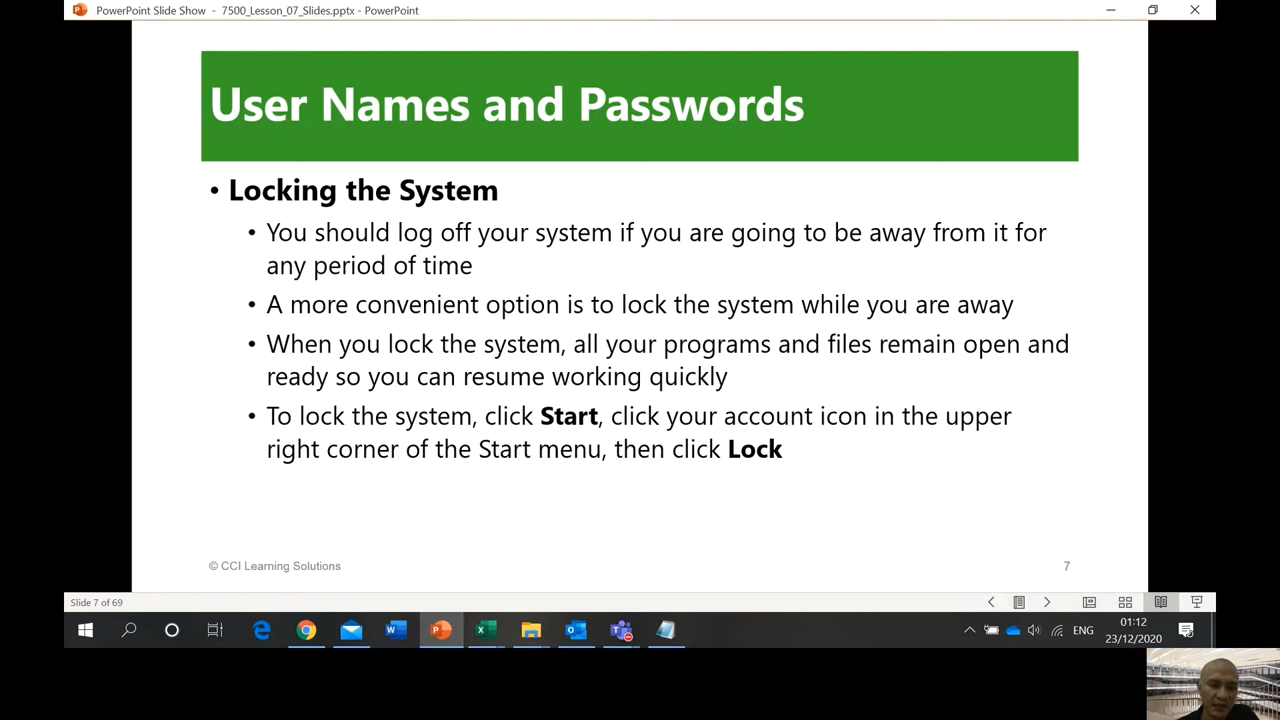 PowerPoint Slide Show - 7500_Lesson_07_Slides.pptx - PowerPoint
User Names and Passwords
• Locking the System
• You should log off your system if you are going to be away from it for
any period of time
• A more convenient option is to lock the system while you are away
• When you lock the system, all your programs and files remain open and
ready so you can resume working quickly
• To lock the system, click Start, click your account icon in the upper
right corner of the Start menu, then click Lock
© CCI Learning Solutions
7
Slide 7 of 69
ENG
01:12
23/12/2020